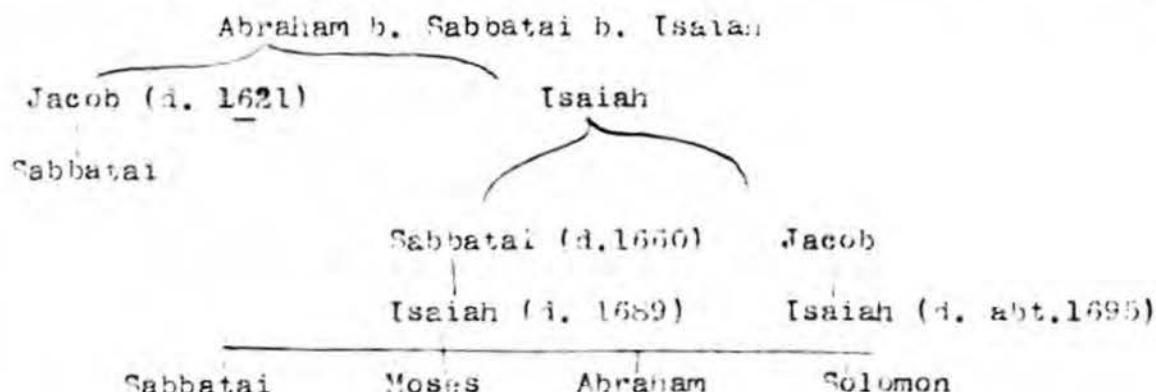 Abraham b. Sabbatai b. Isaiah
Jacob (d. 1621) Isaiah
Sabbatai
Sabbatai (d.1660) Jacob
Isaiah (d. 1689) Isaiah (d. abt.1695)
Sabbatai Moses Abraham Solomon